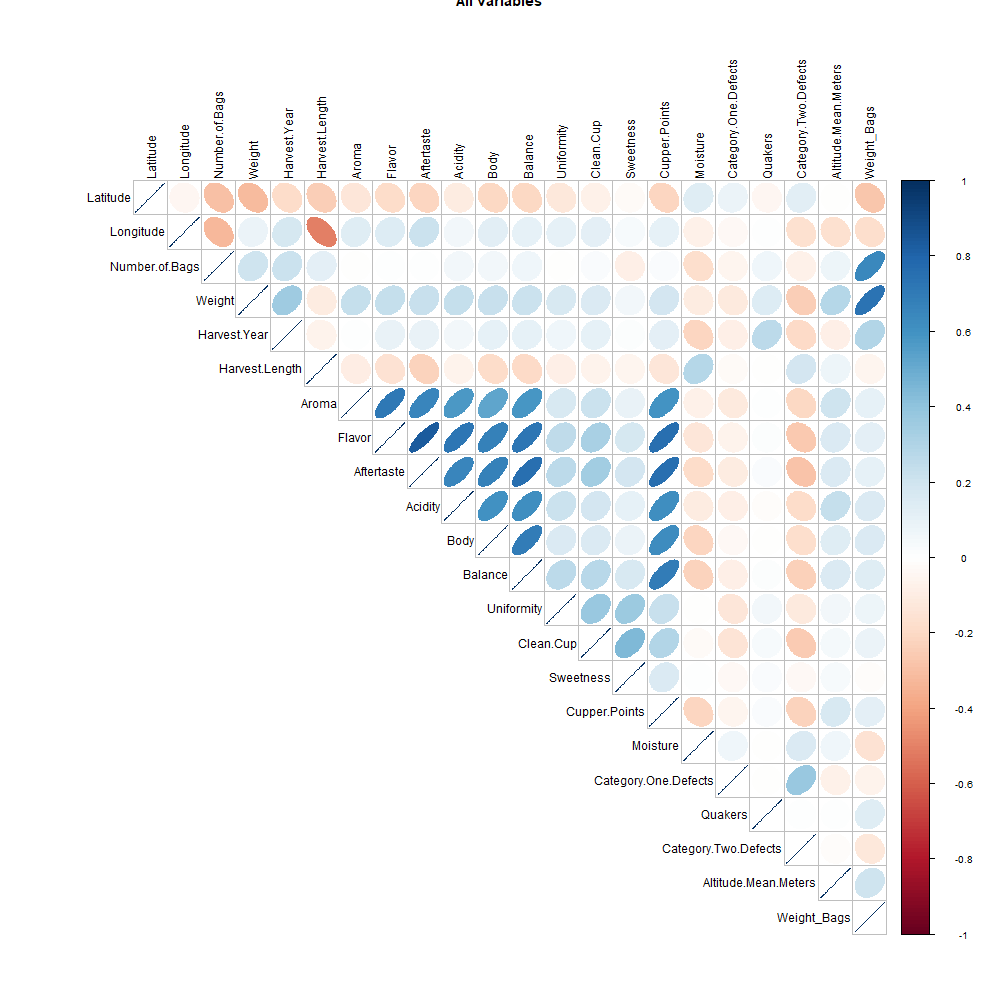 All Variables
Latitude
Longitude
Number.of.Bags
Weight
Harvest.Year
Harvest.Length
Aroma
Flavor
Aftertaste
Acidity
Body
Balance
Uniformity
Clean.Cup
Sweetness
Cupper.Points
Moisture
Category.One.Defects
Quakers
Category.Two.Defects
Altitude.Mean.Meters
Weight_Bags
Latitude
Longitude
Number.of.Bags
Weight
Harvest.Year
Harvest.Length
Aroma
Flavor
Aftertaste
Acidity
Body
Balance
Uniformity
Clean.Cup
Sweetness
Cupper.Points
Moisture
Category.One.Defects
Quakers
Category.Two.Defects
Altitude.Mean.Meters
Weight_Bags
1
0.8
0.6
0.4
0.2
0
-0.2
-0.4
-0.6
-0.8
-1